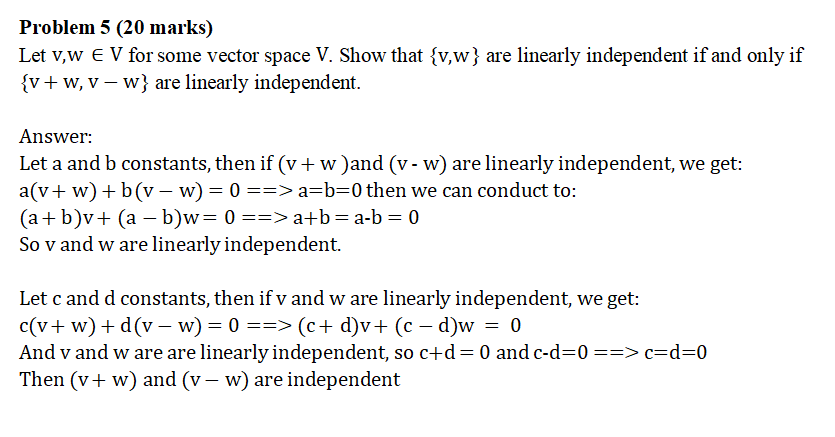 Problem 5 (20 marks)
Let v,w ∈ V for some vector space V. Show that {v,w} are linearly independent if and only if
{v + w, v − w} are linearly independent.
Answer:
Let a and b constants, then if (v + w )and (v - w) are linearly independent, we get:
a(v + w) + b(v − w) = 0 ==> a=b=0 then we can conduct to:
(a + b)v + (a − b)w = 0 ==> a+b = a-b = 0
So v and w are linearly independent.
Let c and d constants, then if v and w are linearly independent, we get:
c(v + w) + d(v − w) = 0 ==> (c + d)v + (c − d)w = 0
And v and w are are linearly independent, so c+d = 0 and c-d=0 ==> c=d=0
Then (v + w) and (v − w) are independent